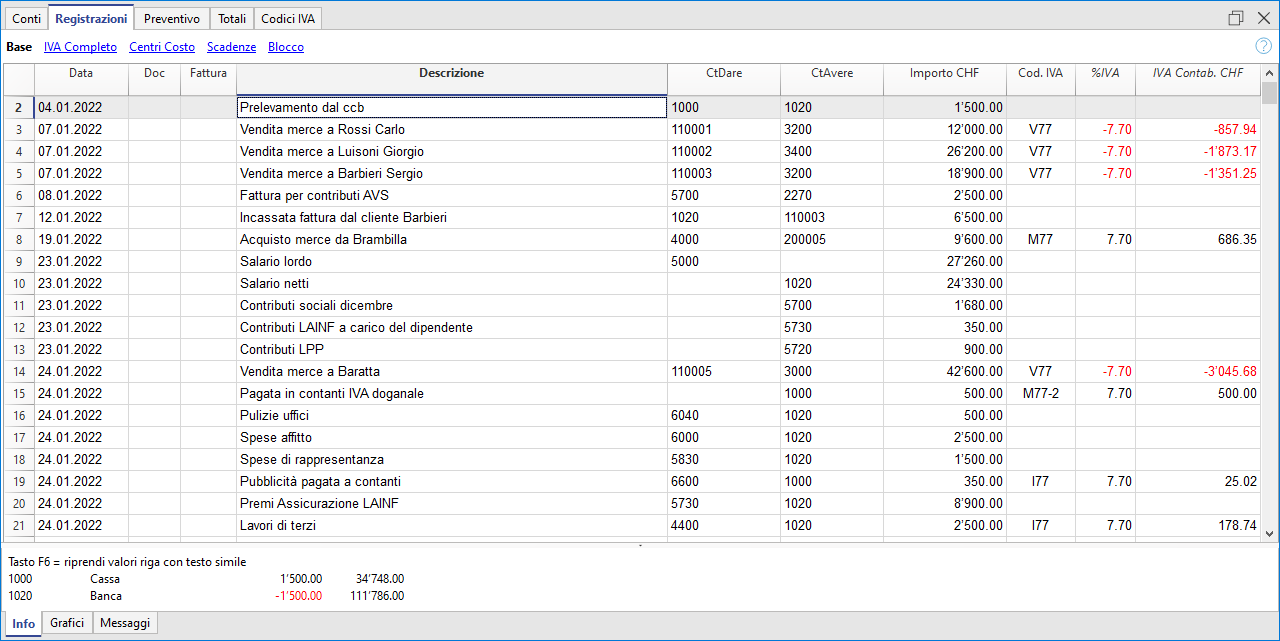 Conti Registrazioni Preventivo Totali Codici IVA
Base IVA Completo Centri Costo Scadenze Blocco ?
Data Doc Fattura Descrizione CtDare CtAvere Importo CHF Cod. IVA %IVA IVA Contab. CHF
2 04.01.2022 Prelevamento dal ccb 1000 1020 1'500.00
3 07.01.2022 Vendita merce a Rossi Carlo 110001 3200 12'000.00 V77 -7.70 -857.94
4 07.01.2022 Vendita merce a Luisoni Giorgio 110002 3400 26'200.00 V77 -7.70 -1'873.17
5 07.01.2022 Vendita merce a Barbieri Sergio 110003 3200 18'900.00 V77 -7.70 -1'351.25
6 08.01.2022 Fattura per contributi AVS 5700 2270 2'500.00
7 12.01.2022 Incassata fattura dal cliente Barbieri 1020 110003 6'500.00
8 19.01.2022 Acquisto merce da Brambilla 4000 200005 9'600.00 M77 7.70 686.35
9 23.01.2022 Salario lordo 5000 27'260.00
10 23.01.2022 Salario netti 1020 24'330.00
11 23.01.2022 Contributi sociali dicembre 5700 1'680.00
12 23.01.2022 Contributi LAINF a carico del dipendente 5730 350.00
13 23.01.2022 Contributi LPP 5720 900.00
14 24.01.2022 Vendita merce a Baratta 110005 3000 42'600.00 V77 -7.70 -3'045.68
15 24.01.2022 Pagata in contanti IVA doganale 1000 500.00 M77-2 7.70 500.00
16 24.01.2022 Pulizie uffici 6040 1020 500.00
17 24.01.2022 Spese affitto 6000 1020 2'500.00
18 24.01.2022 Spese di rappresentanza 5830 1020 1'500.00
19 24.01.2022 Pubblicità pagata a contanti 6600 1000 350.00 I77 7.70 25.02
20 24.01.2022 Premi Assicurazione LAINF 5730 1020 8'900.00
21 24.01.2022 Lavori di terzi 4400 1020 2'500.00 I77 7.70 178.74
Tasto F6 = riprendi valori riga con testo simile
1000 Cassa 1'500.00 34'748.00
1020 Banca -1'500.00 111'786.00
Info Grafici Messaggi